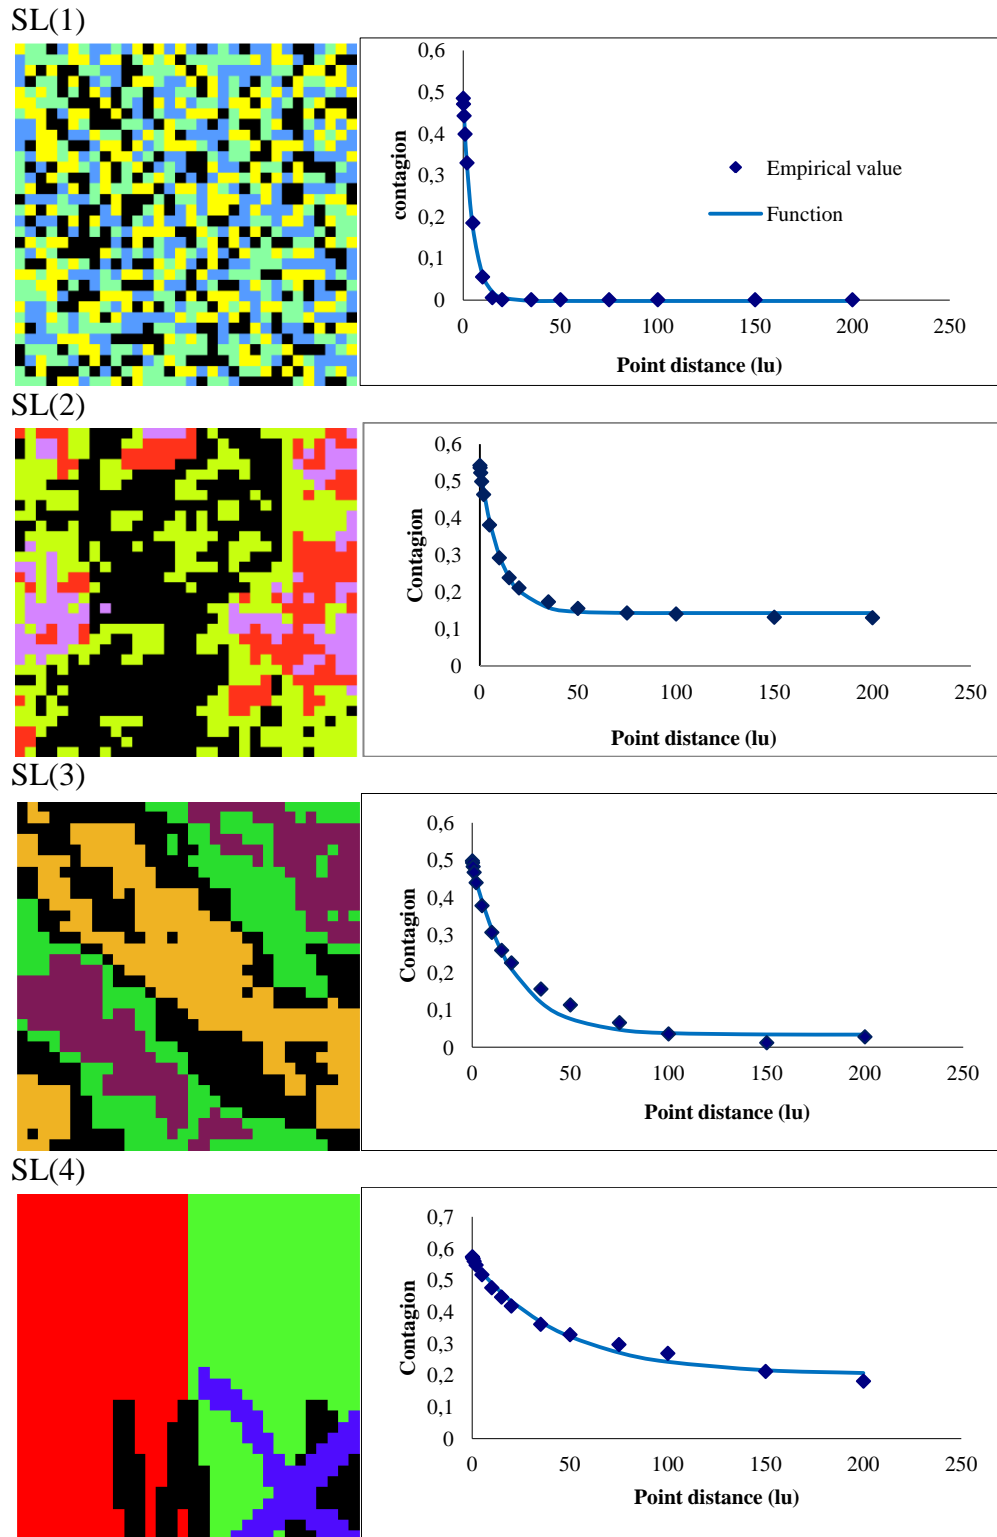 SL(1)
0,6
0,5
0,4
0,3
0,2
0,1
0
contagion
Empirical value
Function
0 50 100 150 200 250
Point distance (lu)
SL(2)
0,6
0,5
0,4
0,3
0,2
0,1
0
Contagion
0 50 100 150 200 250
Point distance (lu)
SL(3)
0,6
0,5
0,4
0,3
0,2
0,1
0
Contagion
0 50 100 150 200 250
Point distance (lu)
SL(4)
0,7
0,6
0,5
0,4
0,3
0,2
0,1
0
Contagion
0 50 100 150 200 250
Point distance (lu)